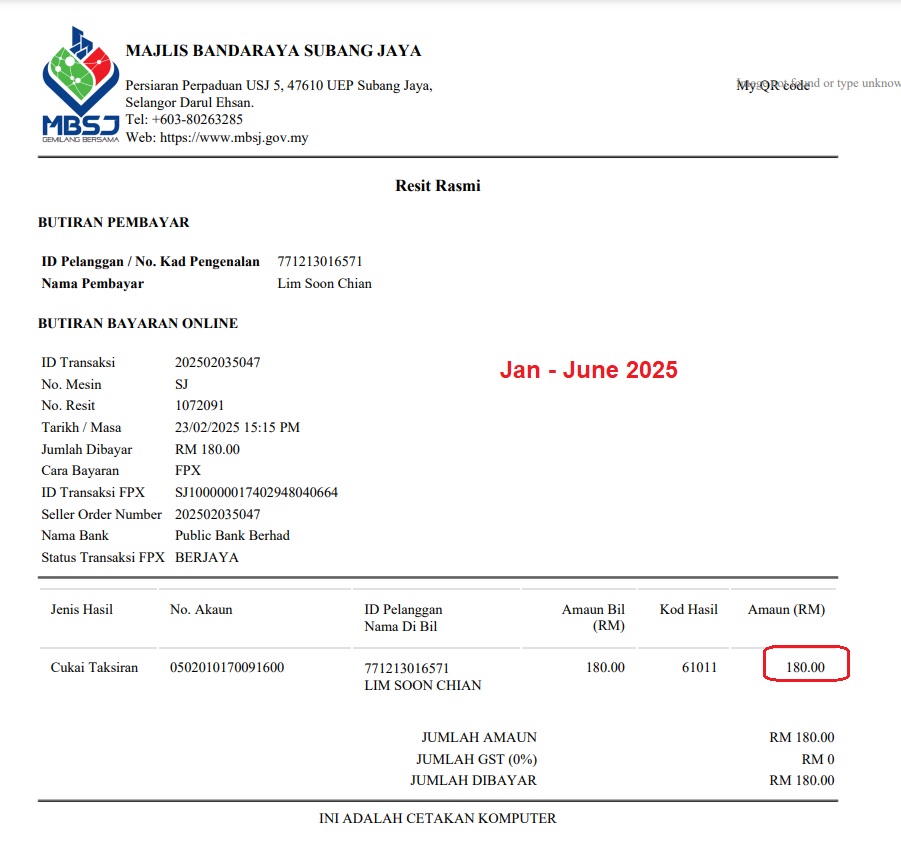 MAJLIS BANDARAYA SUBANG JAYA
Persiaran Perpaduan USJ 5, 47610 UEP Subang Jaya,
Selangor Darul Ehsan.
Tel: +603-80263285
Web: https://www.mbsj.gov.my
MBSJ
GEMILANG BERSAMA
My QR code
Image not found or type unknow
Resit Rasmi
BUTIRAN PEMBAYAR
ID Pelanggan / No. Kad Pengenalan 771213016571
Nama Pembayar Lim Soon Chian
BUTIRAN BAYARAN ONLINE
ID Transaksi 202502035047
Jan - June 2025
No. Mesin SJ
No. Resit 1072091
Tarikh / Masa 23/02/2025 15:15 PM
Jumlah Dibayar RM 180.00
Cara Bayaran FPX
ID Transaksi FPX SJ100000017402948040664
Seller Order Number 202502035047
Nama Bank Public Bank Berhad
Status Transaksi FPX BERJAYA
Jenis Hasil No. Akaun ID Pelanggan Amaun Bil Kod Hasil Amaun (RM)
Nama Di Bil (RM)
Cukai Taksiran 0502010170091600 771213016571 180.00 61011 180.00
LIM SOON CHIAN
JUMLAH AMAUN RM 180.00
JUMLAH GST (0%) RM 0
JUMLAH DIBAYAR RM 180.00
INI ADALAH CETAKAN KOMPUTER